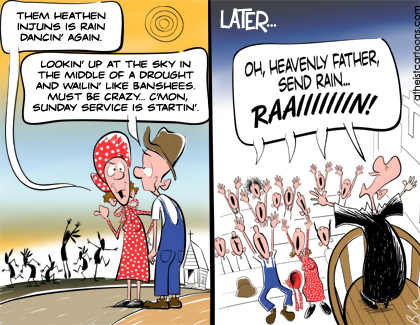 THEM HEATHEN
INJUNS IS RAIN
DANCIN' AGAIN.
LOOKIN' UP AT THE SKY IN
THE MIDDLE OF A DROUGHT
AND WAILIN' LIKE BANSHEES.
MUST BE CRAZY.. C'MON,
SUNDAY SERVICE IS STARTIN'.
LATER...
OH, HEAVENLY FATHER,
SEND RAIN...
RAAIIIIIIIN!
atheistcartoons.com